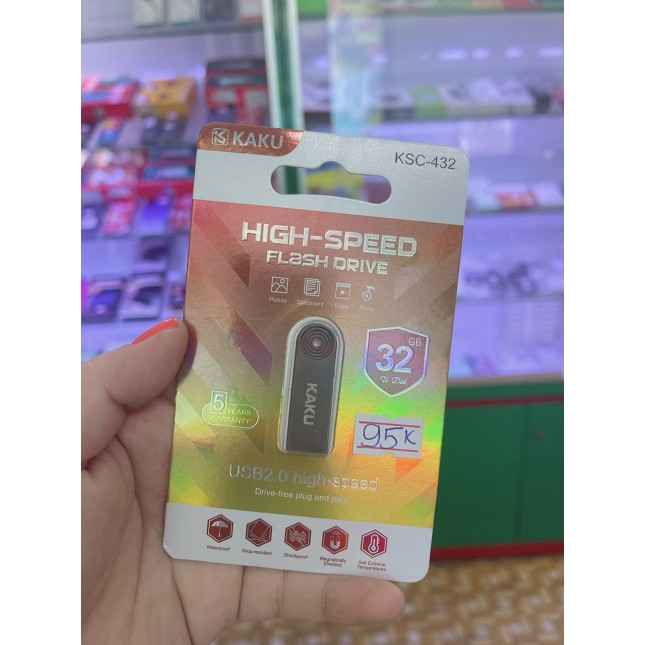 KAKU
KSC-432
HIGH-SPEED
FLASH DRIVE
Picture Document Video
32 GB
U Disk
KAKU
5 YEARS
WARRANTY
95K
USB2.0 high-speed
Drive-free plug and play
Waterproof Drop-resistant Shockproof Magnetically Shielded Anti Extreme Temperatures